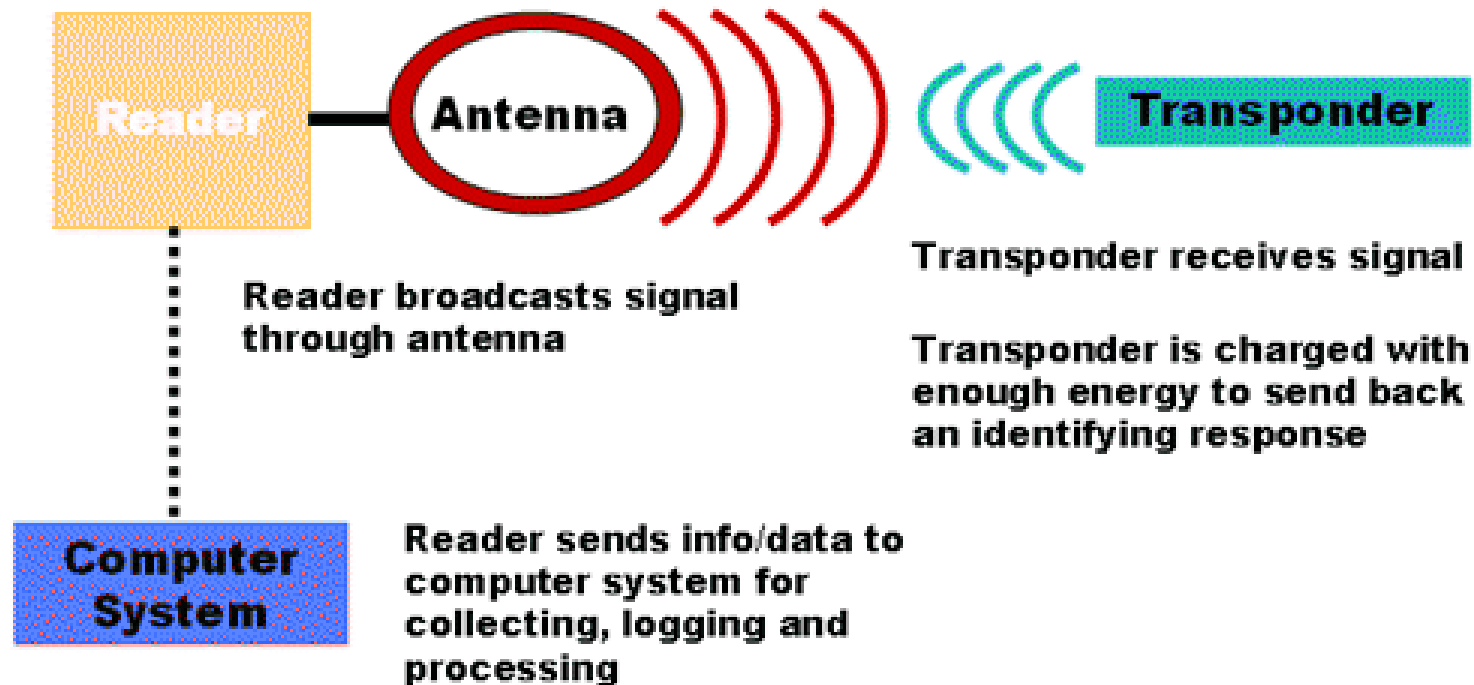 Reader
Antenna
Transponder
Reader broadcasts signal
through antenna
Transponder receives signal
Transponder is charged with
enough energy to send back
an identifying response
Computer
System
Reader sends info/data to
computer system for
collecting, logging and
processing